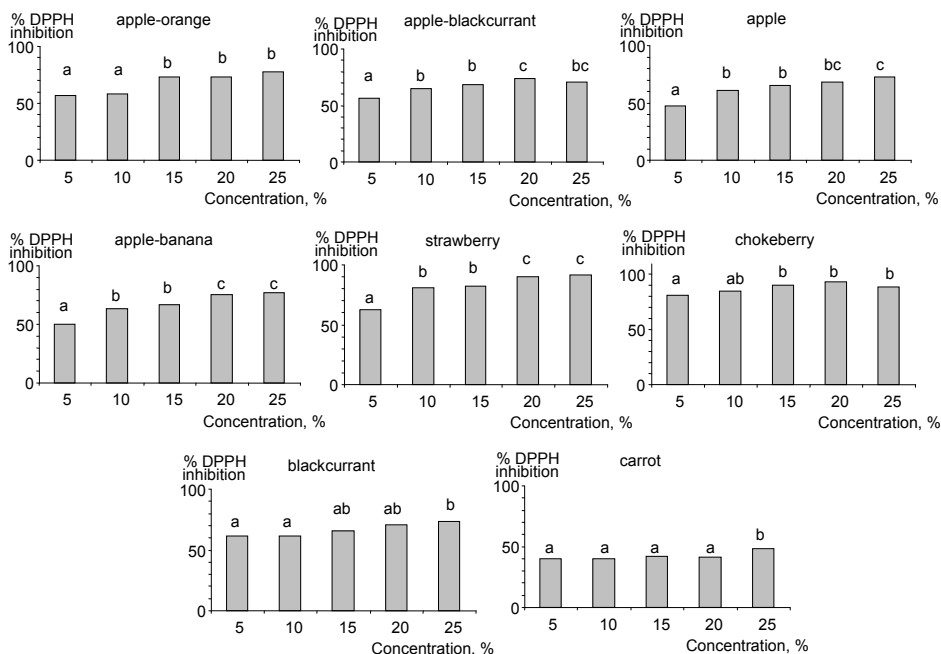 % DPPH
inhibition
apple-orange
100
50
0
a a b b b
5 10 15 20 25
Concentration, %
% DPPH
inhibition
apple-blackcurrant
100
50
0
a b b c bc
5 10 15 20 25
Concentration, %
% DPPH
inhibition
apple
100
50
0
a b b bc c
5 10 15 20 25
Concentration, %
% DPPH
inhibition
apple-banana
100
50
0
a b b c c
5 10 15 20 25
Concentration, %
% DPPH
inhibition
strawberry
100
50
0
a b b c c
5 10 15 20 25
Concentration, %
% DPPH
inhibition
chokeberry
100
50
0
a ab b b b
5 10 15 20 25
Concentration, %
% DPPH
inhibition
blackcurrant
100
50
0
a a ab ab b
5 10 15 20 25
Concentration, %
% DPPH
inhibition
carrot
100
50
0
a a a a b
5 10 15 20 25
Concentration, %